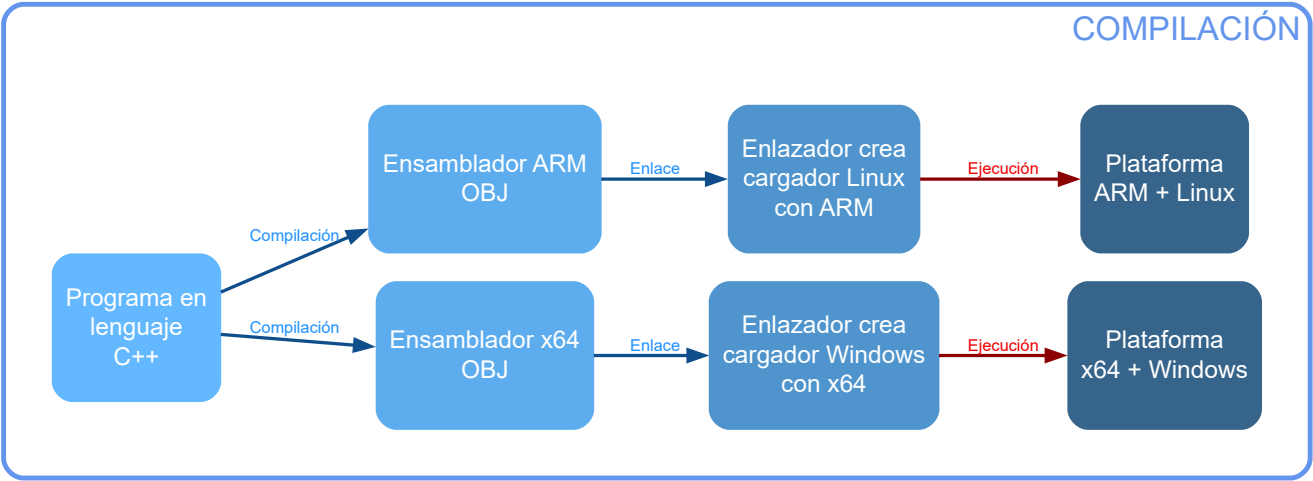 COMPILACIÓN
Programa en
lenguaje
C++
Compilación
Ensamblador ARM
OBJ
Enlace
Enlazador crea
cargador Linux
con ARM
Ejecución
Plataforma
ARM + Linux
Compilación
Ensamblador x64
OBJ
Enlace
Enlazador crea
cargador Windows
con x64
Ejecución
Plataforma
x64 + Windows